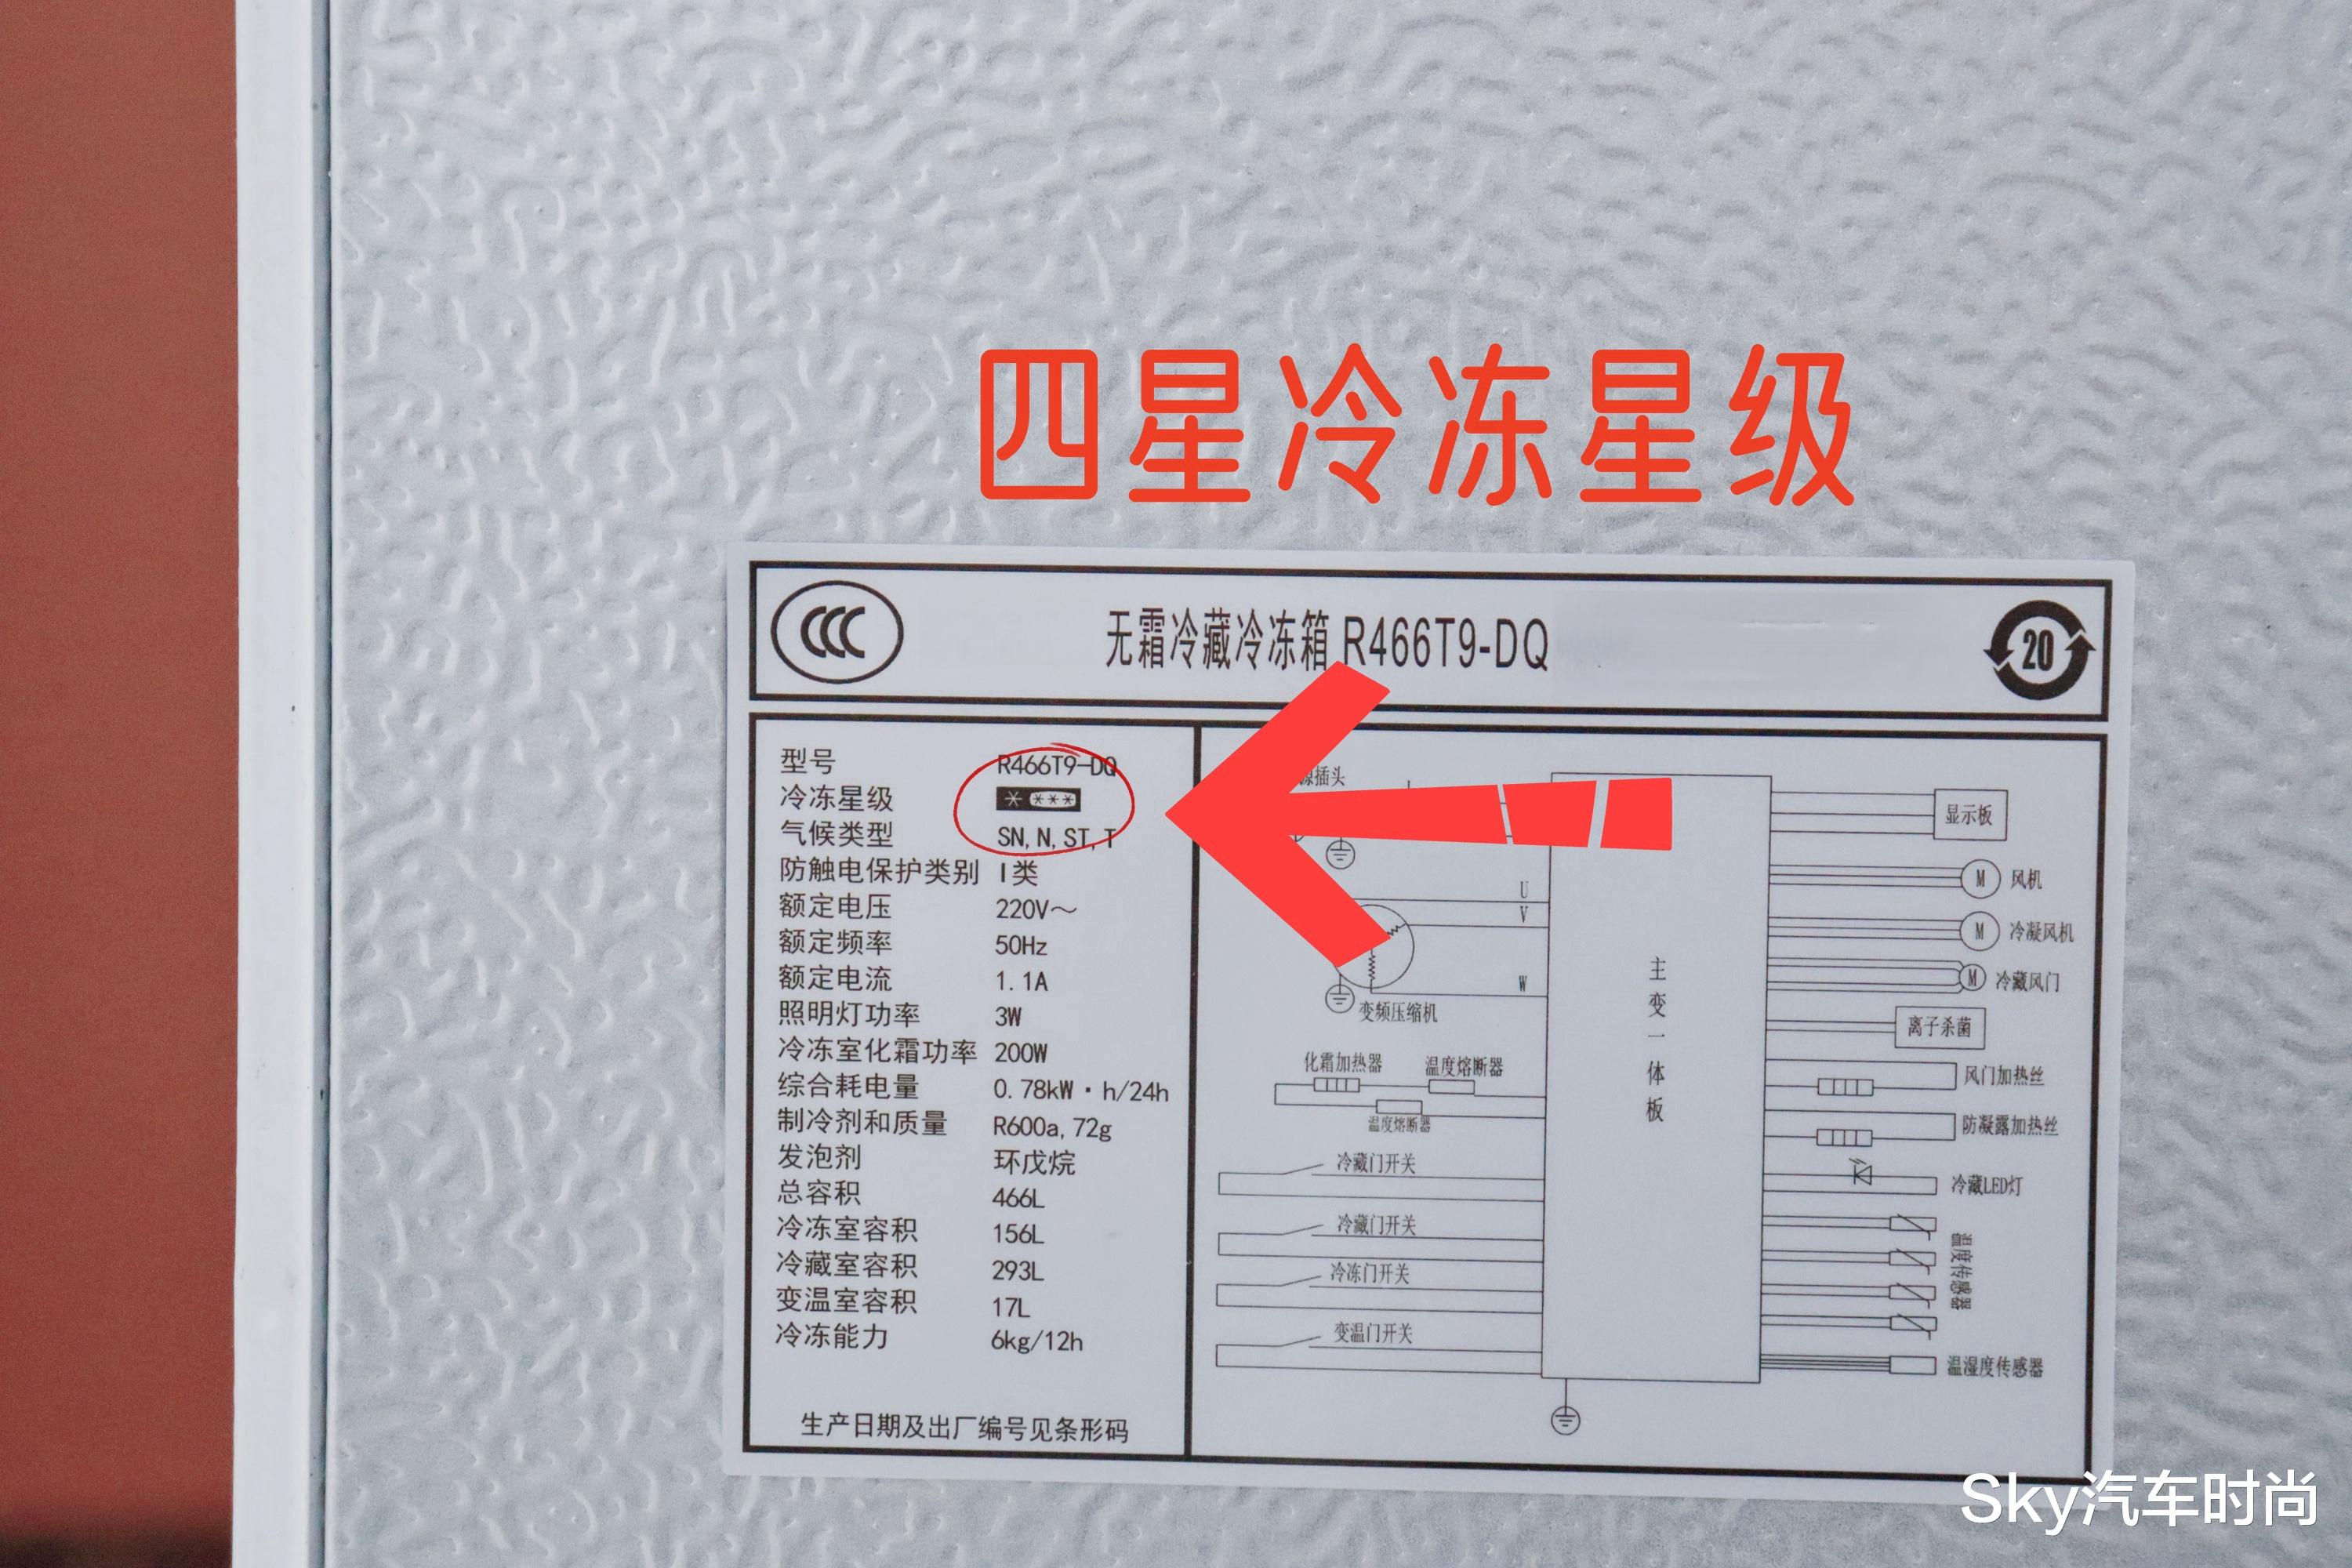 四星冷冻星级
CCC
无霜冷藏冷冻箱 R466T9-DQ
20
型号 R466T9-DQ
冷冻星级 * ***
气候类型 SN, N, ST, T
防触电保护类别 I类
额定电压 220V～
额定频率 50Hz
额定电流 1.1A
照明灯功率 3W
冷冻室化霜功率 200W
综合耗电量 0.78kW·h/24h
制冷剂和质量 R600a, 72g
发泡剂 环戊烷
总容积 466L
冷冻室容积 156L
冷藏室容积 293L
变温室容积 17L
冷冻能力 6kg/12h
生产日期及出厂编号见条形码
源插头
U
V
W
变频压缩机
化霜加热器 温度熔断器
温度熔断器
冷藏门开关
冷藏门开关
冷冻门开关
变温门开关
主变一体板
显示板
M 风机
M 冷凝风机
M 冷藏风门
离子杀菌
风门加热丝
防凝露加热丝
冷藏LED灯
温度传感器
温湿度传感器
Sky汽车时尚